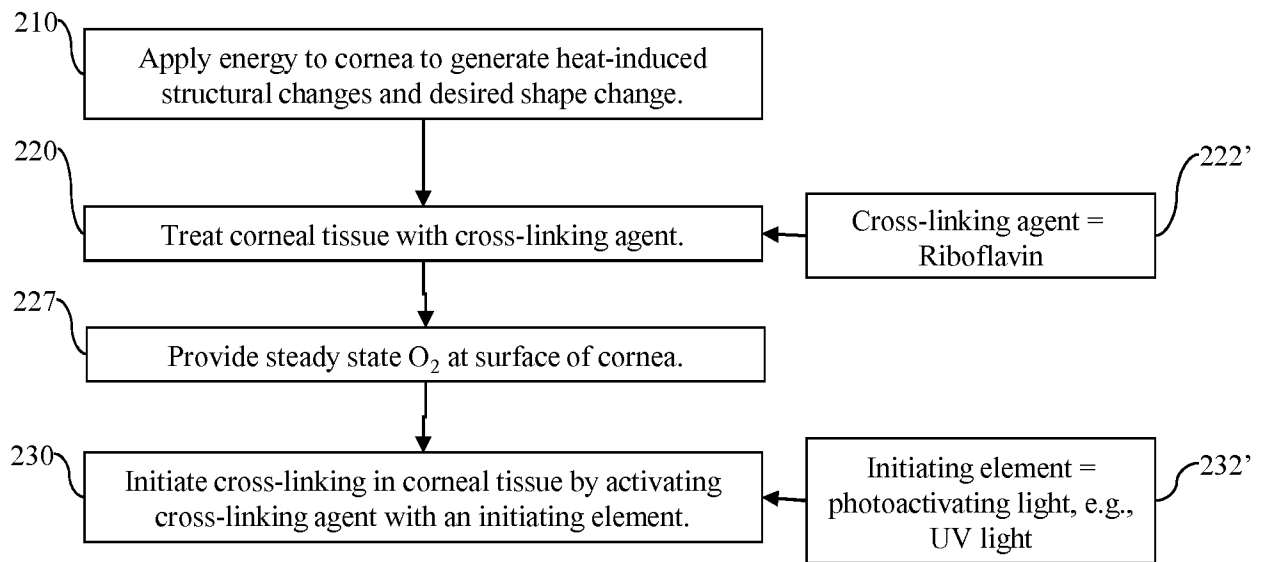 210
Apply energy to cornea to generate heat-induced
structural changes and desired shape change.
220
222’
Treat corneal tissue with cross-linking agent.
Cross-linking agent =
Riboflavin
227
Provide steady state O₂ at surface of cornea.
230
Initiate cross-linking in corneal tissue by activating
cross-linking agent with an initiating element.
Initiating element =
photoactivating light, e.g.,
UV light
232’